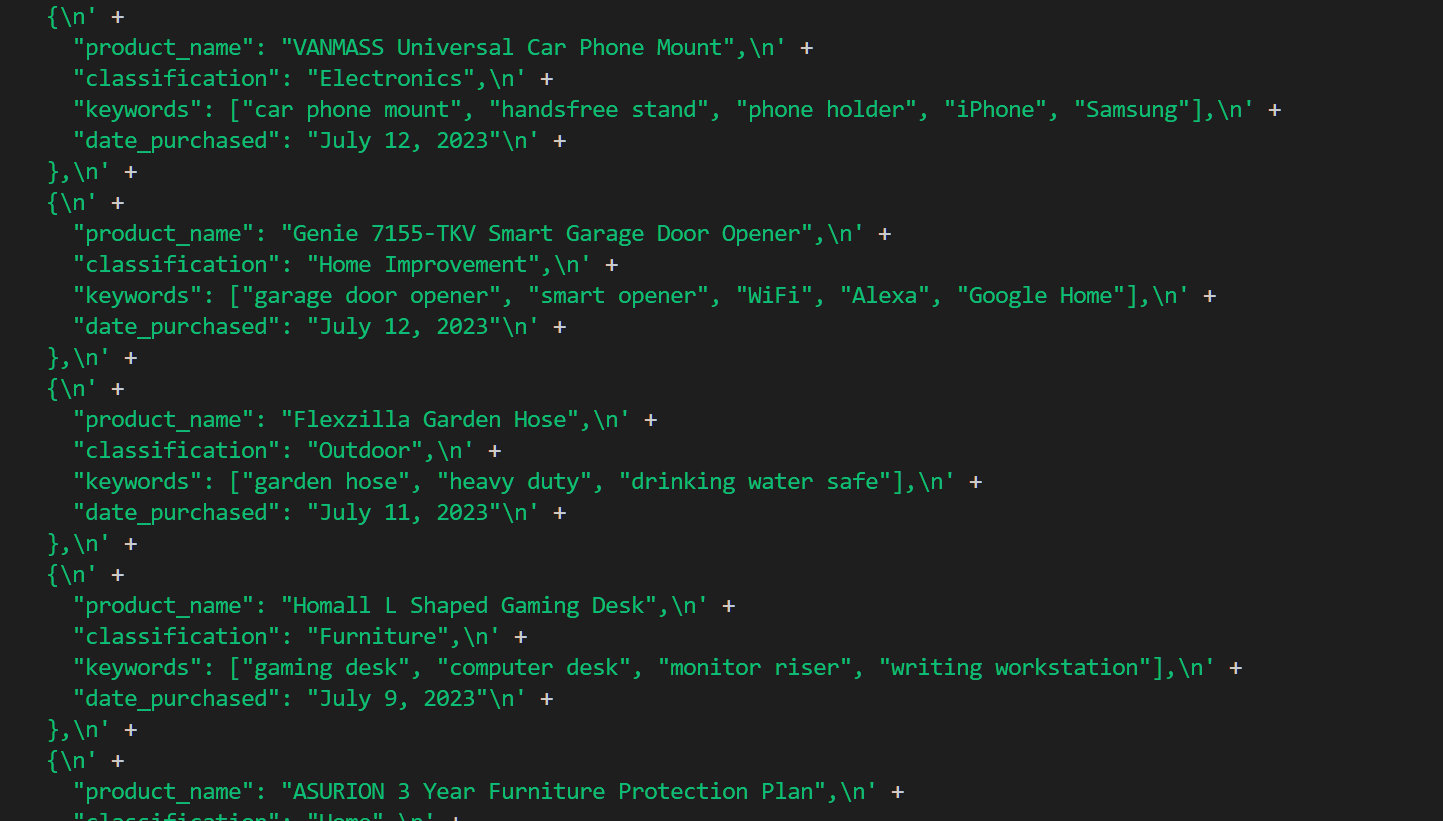 {\n' +
"product_name": "VANMASS Universal Car Phone Mount",\n' +
"classification": "Electronics",\n' +
"keywords": ["car phone mount", "handsfree stand", "phone holder", "iPhone", "Samsung"],\n' +
"date_purchased": "July 12, 2023"\n' +
},\n' +
{\n' +
"product_name": "Genie 7155-TKV Smart Garage Door Opener",\n' +
"classification": "Home Improvement",\n' +
"keywords": ["garage door opener", "smart opener", "WiFi", "Alexa", "Google Home"],\n' +
"date_purchased": "July 12, 2023"\n' +
},\n' +
{\n' +
"product_name": "Flexzilla Garden Hose",\n' +
"classification": "Outdoor",\n' +
"keywords": ["garden hose", "heavy duty", "drinking water safe"],\n' +
"date_purchased": "July 11, 2023"\n' +
},\n' +
{\n' +
"product_name": "Homall L Shaped Gaming Desk",\n' +
"classification": "Furniture",\n' +
"keywords": ["gaming desk", "computer desk", "monitor riser", "writing workstation"],\n' +
"date_purchased": "July 9, 2023"\n' +
},\n' +
{\n' +
"product_name": "ASURION 3 Year Furniture Protection Plan",\n' +
"classification": "Home",\n' +